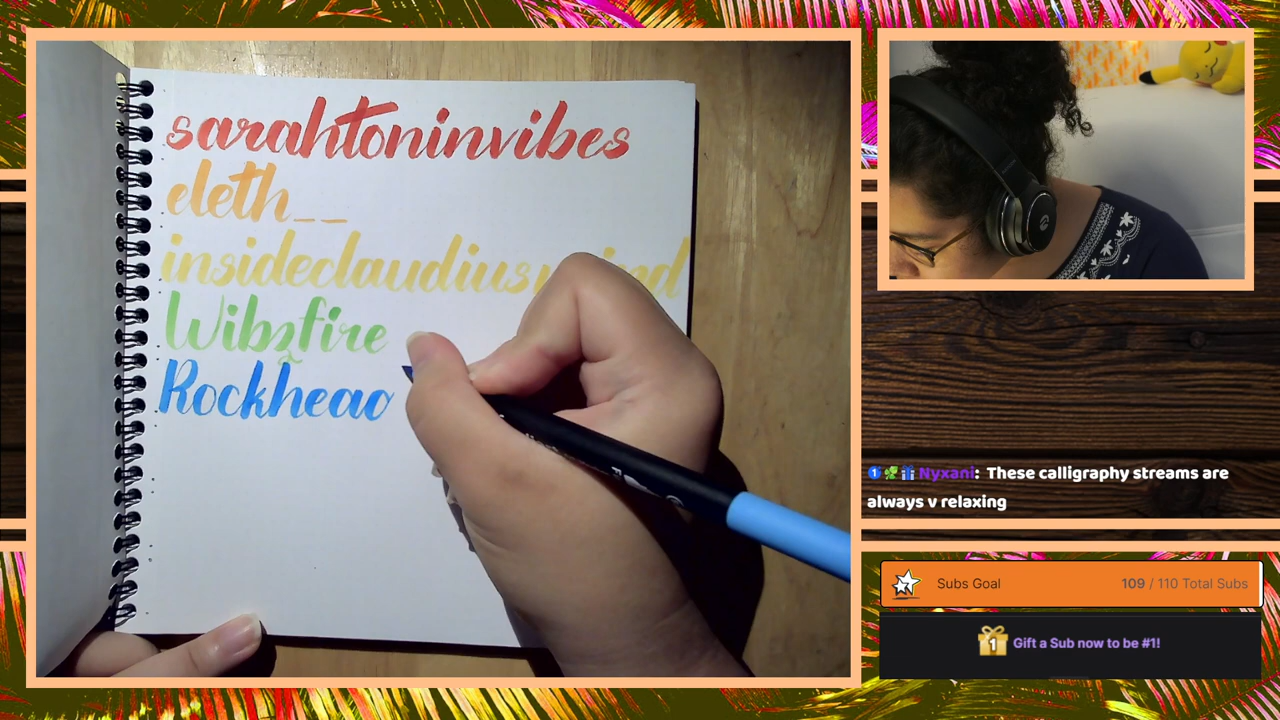 sarahtoninvibes
eleth__
Wibzfire
Rockheao
Nyxani: These calligraphy streams are
always v relaxing
Subs Goal 109 / 110 Total Subs
1 Gift a Sub now to be #1!